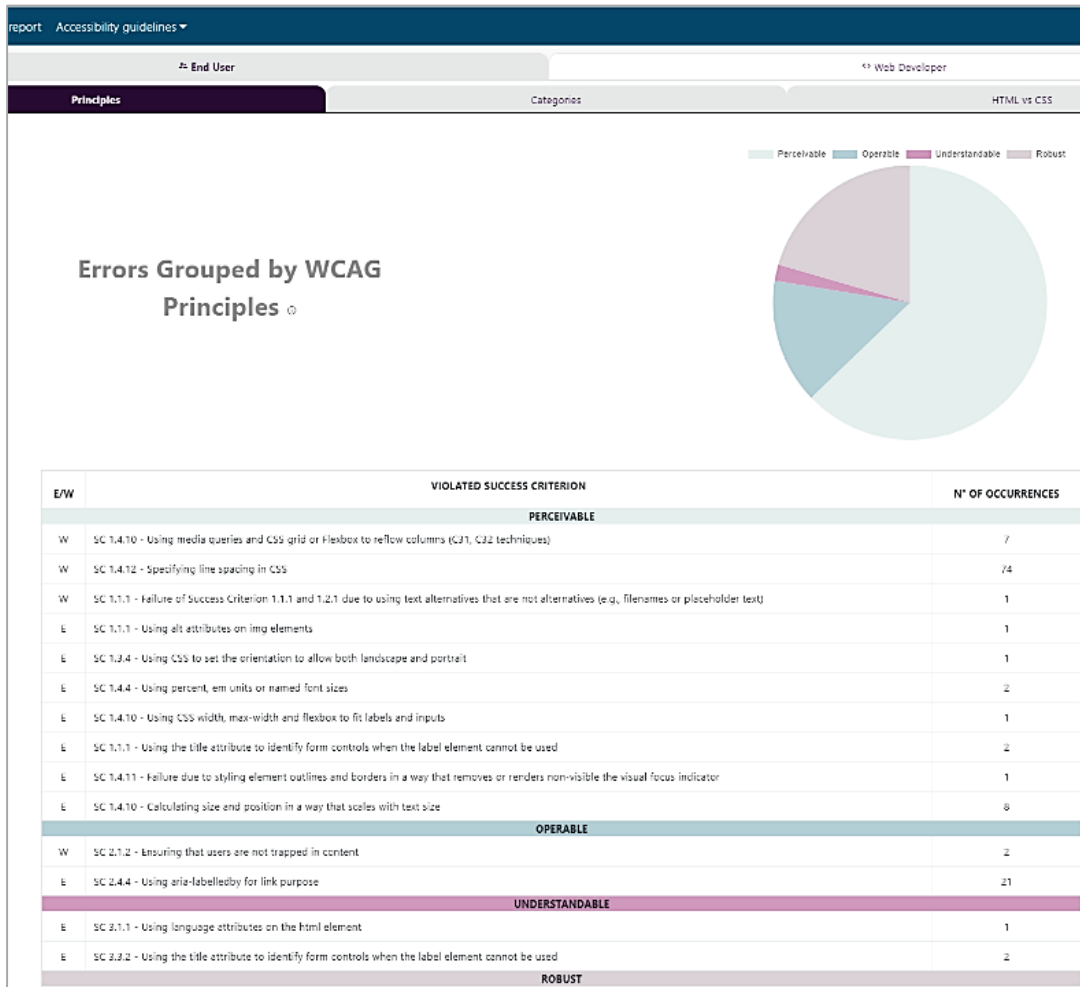 report Accessibility guidelines
End User
Web Developer
Principles
Categories
HTML vs CSS
Perceivable Operable Understandable Robust
Errors Grouped by WCAG
Principles
E/W VIOLATED SUCCESS CRITERION N° OF OCCURRENCES
PERCEIVABLE
W SC 1.4.10 - Using media queries and CSS grid or Flexbox to reflow columns (C31, C32 techniques) 7
W SC 1.4.12 - Specifying line spacing in CSS 74
W SC 1.1.1 - Failure of Success Criterion 1.1.1 and 1.2.1 due to using text alternatives that are not alternatives (e.g., filenames or placeholder text) 1
E SC 1.1.1 - Using alt attributes on img elements 1
E SC 1.3.4 - Using CSS to set the orientation to allow both landscape and portrait 1
E SC 1.4.4 - Using percent, em units or named font sizes 2
E SC 1.4.10 - Using CSS width, max-width and flexbox to fit labels and inputs 1
E SC 1.1.1 - Using the title attribute to identify form controls when the label element cannot be used 2
E SC 1.4.11 - Failure due to styling element outlines and borders in a way that removes or renders non-visible the visual focus indicator 1
E SC 1.4.10 - Calculating size and position in a way that scales with text size 8
OPERABLE
W SC 2.1.2 - Ensuring that users are not trapped in content 2
E SC 2.4.4 - Using aria-labelledby for link purpose 21
UNDERSTANDABLE
E SC 3.1.1 - Using language attributes on the html element 1
E SC 3.3.2 - Using the title attribute to identify form controls when the label element cannot be used 2
ROBUST